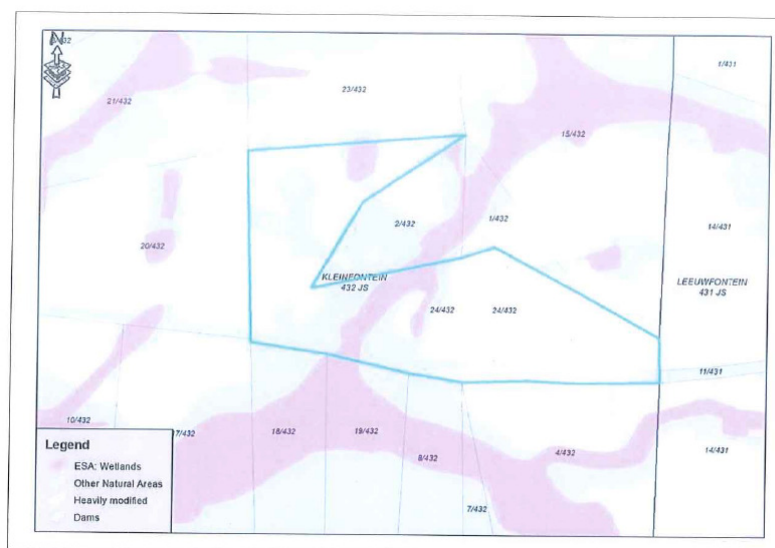 N
1/431
23/432
21/432
15/432
2/432
1/432
14/431
20/432
KLEINFONTEIN
432 JS
LEEUWFONTEIN
431 JS
24/432
24/432
11/431
10/432
17/432
18/432
19/432
8/432
4/432
14/431
7/432
Legend
ESA: Wetlands
Other Natural Areas
Heavily modified
Dams